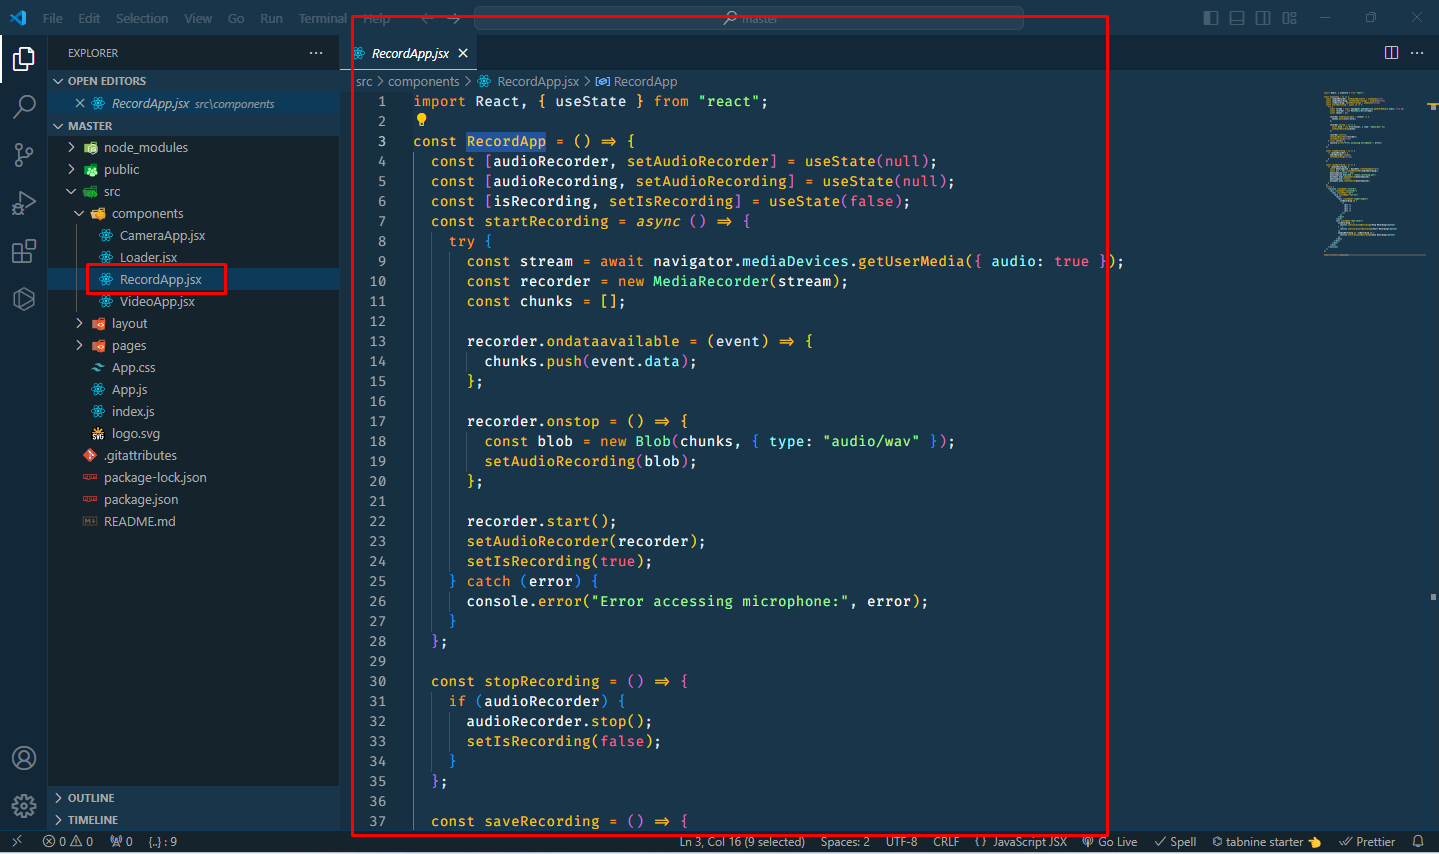 File Edit Selection View Go Run Terminal Help master
EXPLORER
OPEN EDITORS
RecordApp.jsx src\components
MASTER
node_modules
public
src
components
CameraApp.jsx
Loader.jsx
RecordApp.jsx
VideoApp.jsx
layout
pages
App.css
App.js
index.js
logo.svg
.gitattributes
package-lock.json
package.json
README.md
OUTLINE
TIMELINE
RecordApp.jsx
src > components > RecordApp.jsx > RecordApp
1 import React, { useState } from "react";
2
3 const RecordApp = () => {
4 const [audioRecorder, setAudioRecorder] = useState(null);
5 const [audioRecording, setAudioRecording] = useState(null);
6 const [isRecording, setIsRecording] = useState(false);
7 const startRecording = async () => {
8 try {
9 const stream = await navigator.mediaDevices.getUserMedia({ audio: true });
10 const recorder = new MediaRecorder(stream);
11 const chunks = [];
12
13 recorder.ondataavailable = (event) => {
14 chunks.push(event.data);
15 };
16
17 recorder.onstop = () => {
18 const blob = new Blob(chunks, { type: "audio/wav" });
19 setAudioRecording(blob);
20 };
21
22 recorder.start();
23 setAudioRecorder(recorder);
24 setIsRecording(true);
25 } catch (error) {
26 console.error("Error accessing microphone:", error);
27 }
28 };
29
30 const stopRecording = () => {
31 if (audioRecorder) {
32 audioRecorder.stop();
33 setIsRecording(false);
34 }
35 };
36
37 const saveRecording = () => {
0 0 0 {..} : 9 Ln 3, Col 16 (9 selected) Spaces: 2 UTF-8 CRLF JavaScript JSX Go Live Spell tabnine starter Prettier